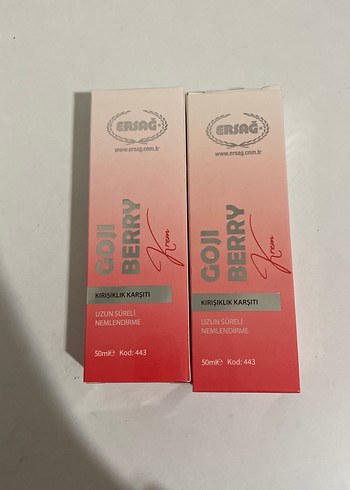 ERSAĞ
www.ersag.com.tr
GOJI
BERRY
Krem
KIRIŞIKLIK KARŞITI
UZUN SÜRELİ
NEMLENDİRME
50ml℮ Kod: 443
ERSAĞ
www.ersag.com.tr
GOJI
BERRY
Krem
KIRIŞIKLIK KARŞITI
UZUN SÜRELİ
NEMLENDİRME
50ml℮ Kod: 443